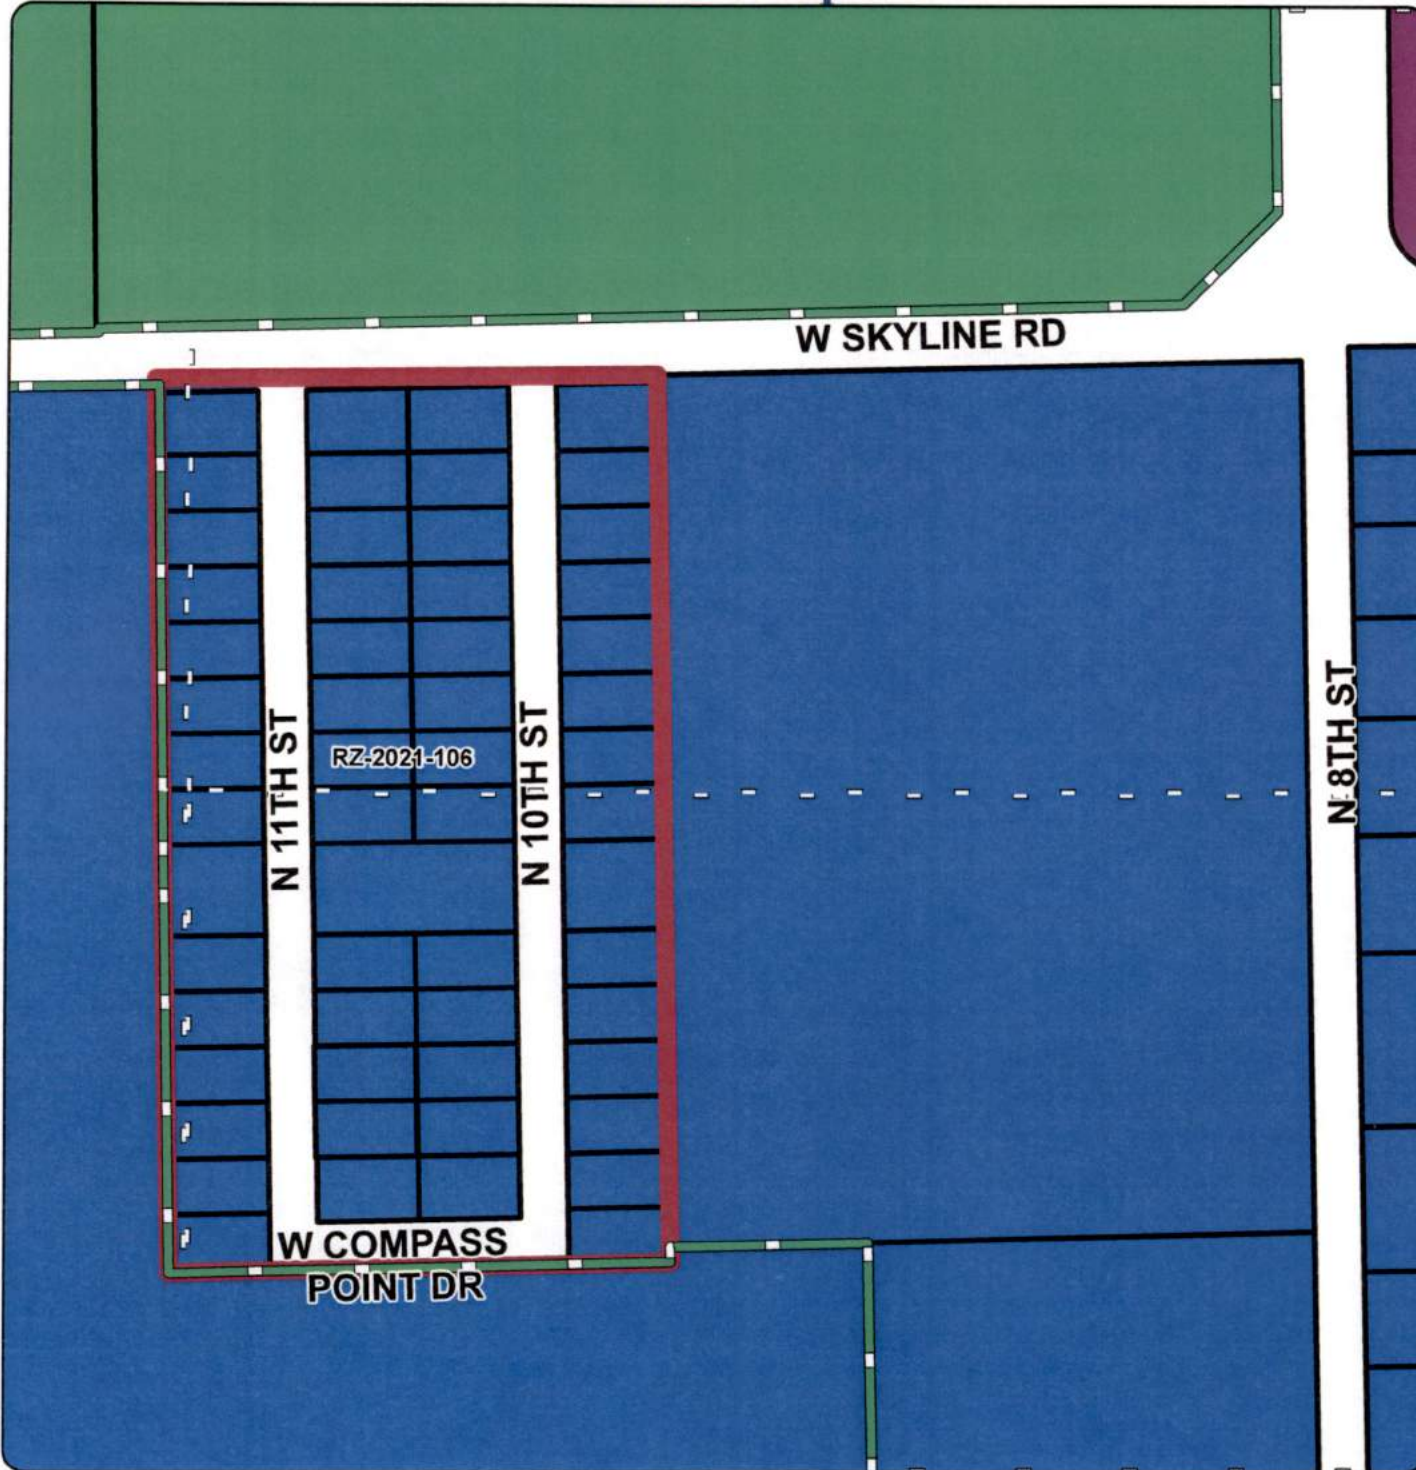 W SKYLINE RD
N 11TH ST
RZ-2021-106
N 10TH ST
N 8TH ST
W COMPASS
POINT DR